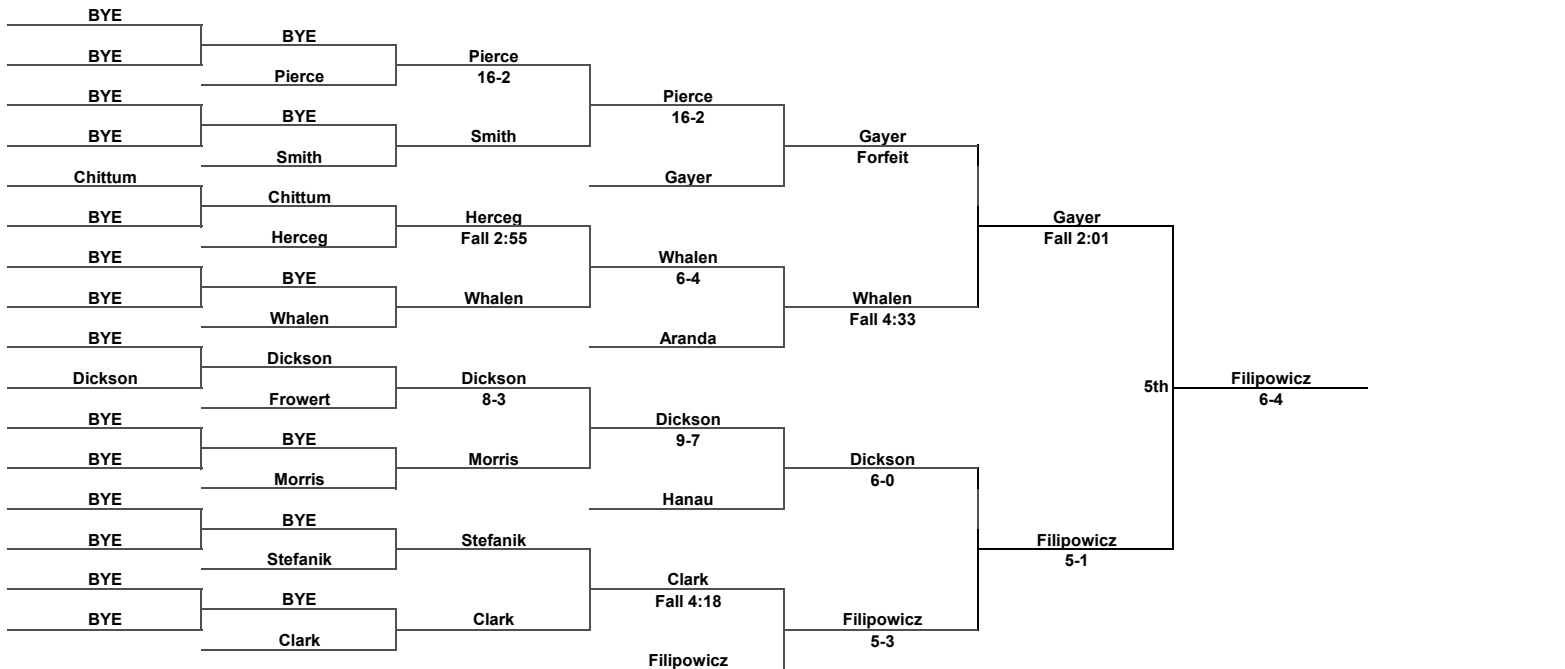 BYE
BYE
BYE
Pierce
Pierce
16-2
BYE
BYE
BYE
Smith
Smith
Pierce
16-2
Gayer
Gayer
Forfeit
Chittum
BYE
Chittum
Herceg
Herceg
Fall 2:55
BYE
BYE
BYE
Whalen
Whalen
Whalen
6-4
Aranda
Whalen
Fall 4:33
Gayer
Fall 2:01
BYE
Dickson
Dickson
Frowert
Dickson
8-3
BYE
BYE
BYE
Morris
Morris
Dickson
9-7
Hanau
Dickson
6-0
BYE
BYE
BYE
Stefanik
Stefanik
BYE
BYE
BYE
Clark
Clark
Clark
Fall 4:18
Filipowicz
Filipowicz
5-3
Filipowicz
5-1
5th
Filipowicz
6-4